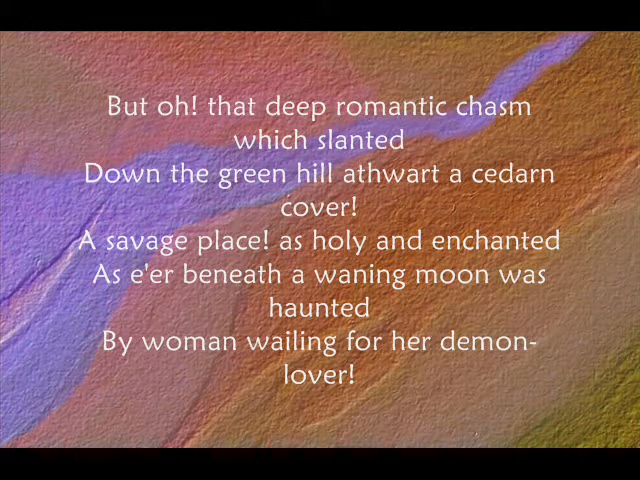 But oh! that deep romantic chasm
which slanted
Down the green hill athwart a cedarn
cover!
A savage place! as holy and enchanted
As e'er beneath a waning moon was
haunted
By woman wailing for her demon-
lover!